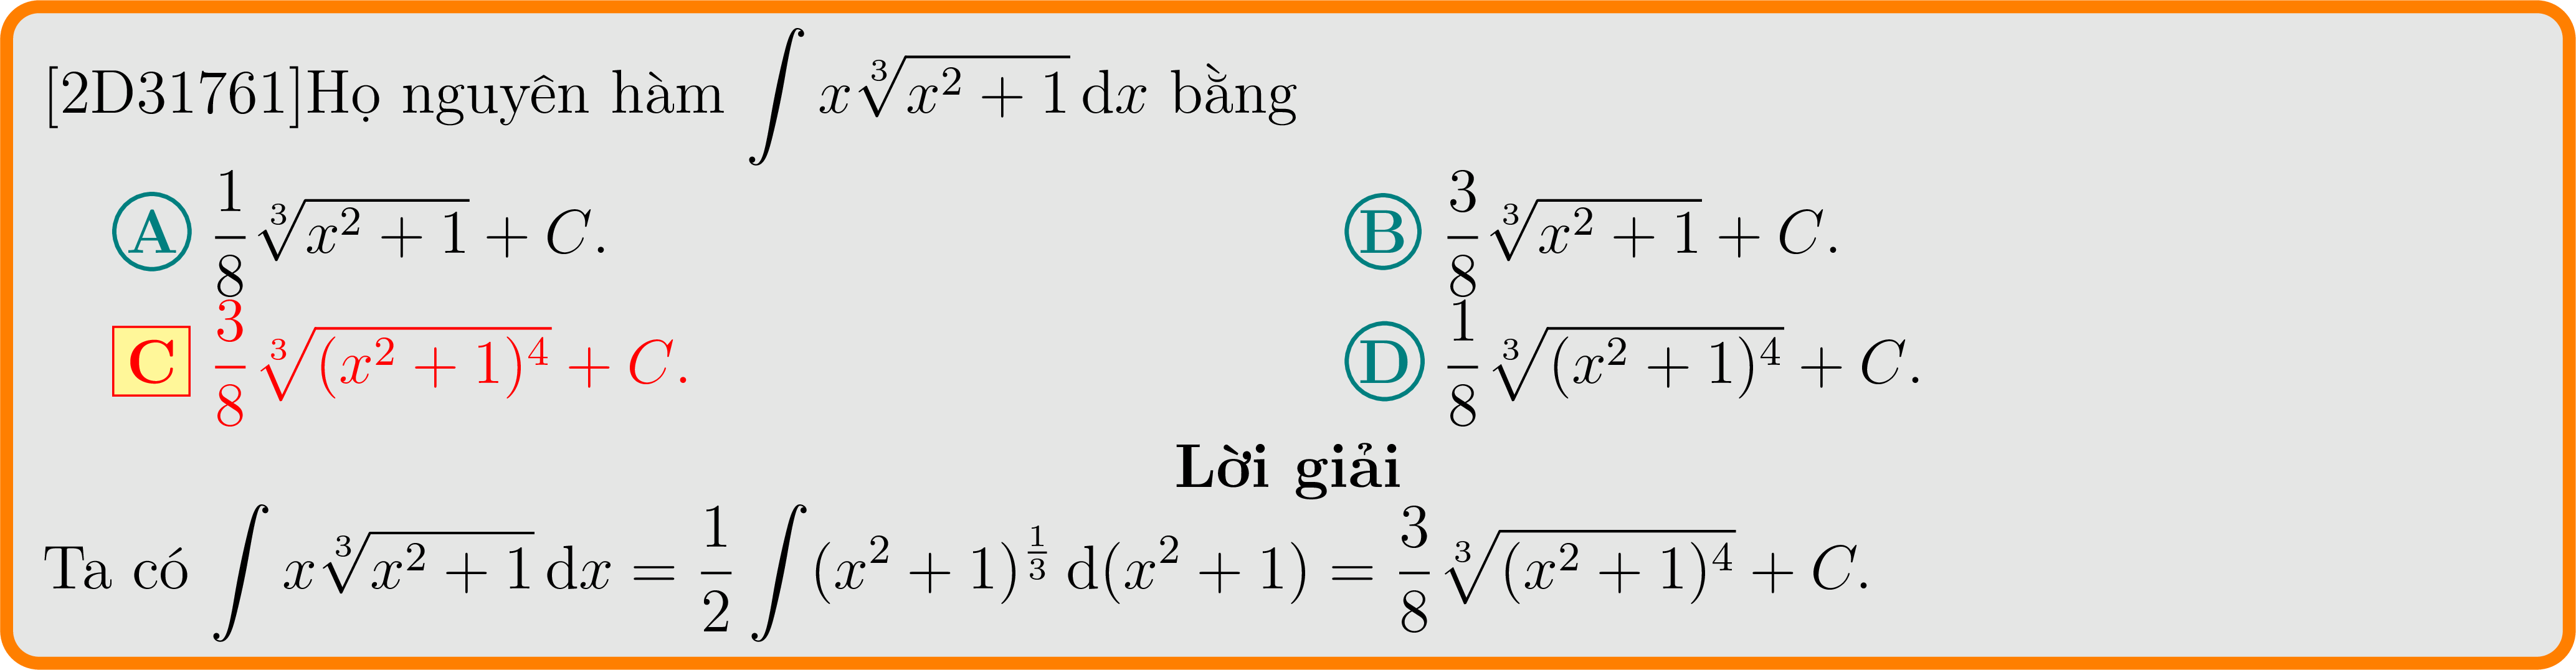 [2D31761]Họ nguyên hàm $\int x\sqrt[3]{x^2+1}\,\mathrm{d}x$ bằng
Ⓐ $\frac{1}{8}\sqrt[3]{x^2+1}+C.$ Ⓑ $\frac{3}{8}\sqrt[3]{x^2+1}+C.$
C $\frac{3}{8}\sqrt[3]{(x^2+1)^4}+C.$ Ⓓ $\frac{1}{8}\sqrt[3]{(x^2+1)^4}+C.$
Lời giải
Ta có $\int x\sqrt[3]{x^2+1}\,\mathrm{d}x=\frac{1}{2}\int (x^2+1)^{\frac{1}{3}}\,\mathrm{d}(x^2+1)=\frac{3}{8}\sqrt[3]{(x^2+1)^4}+C.$